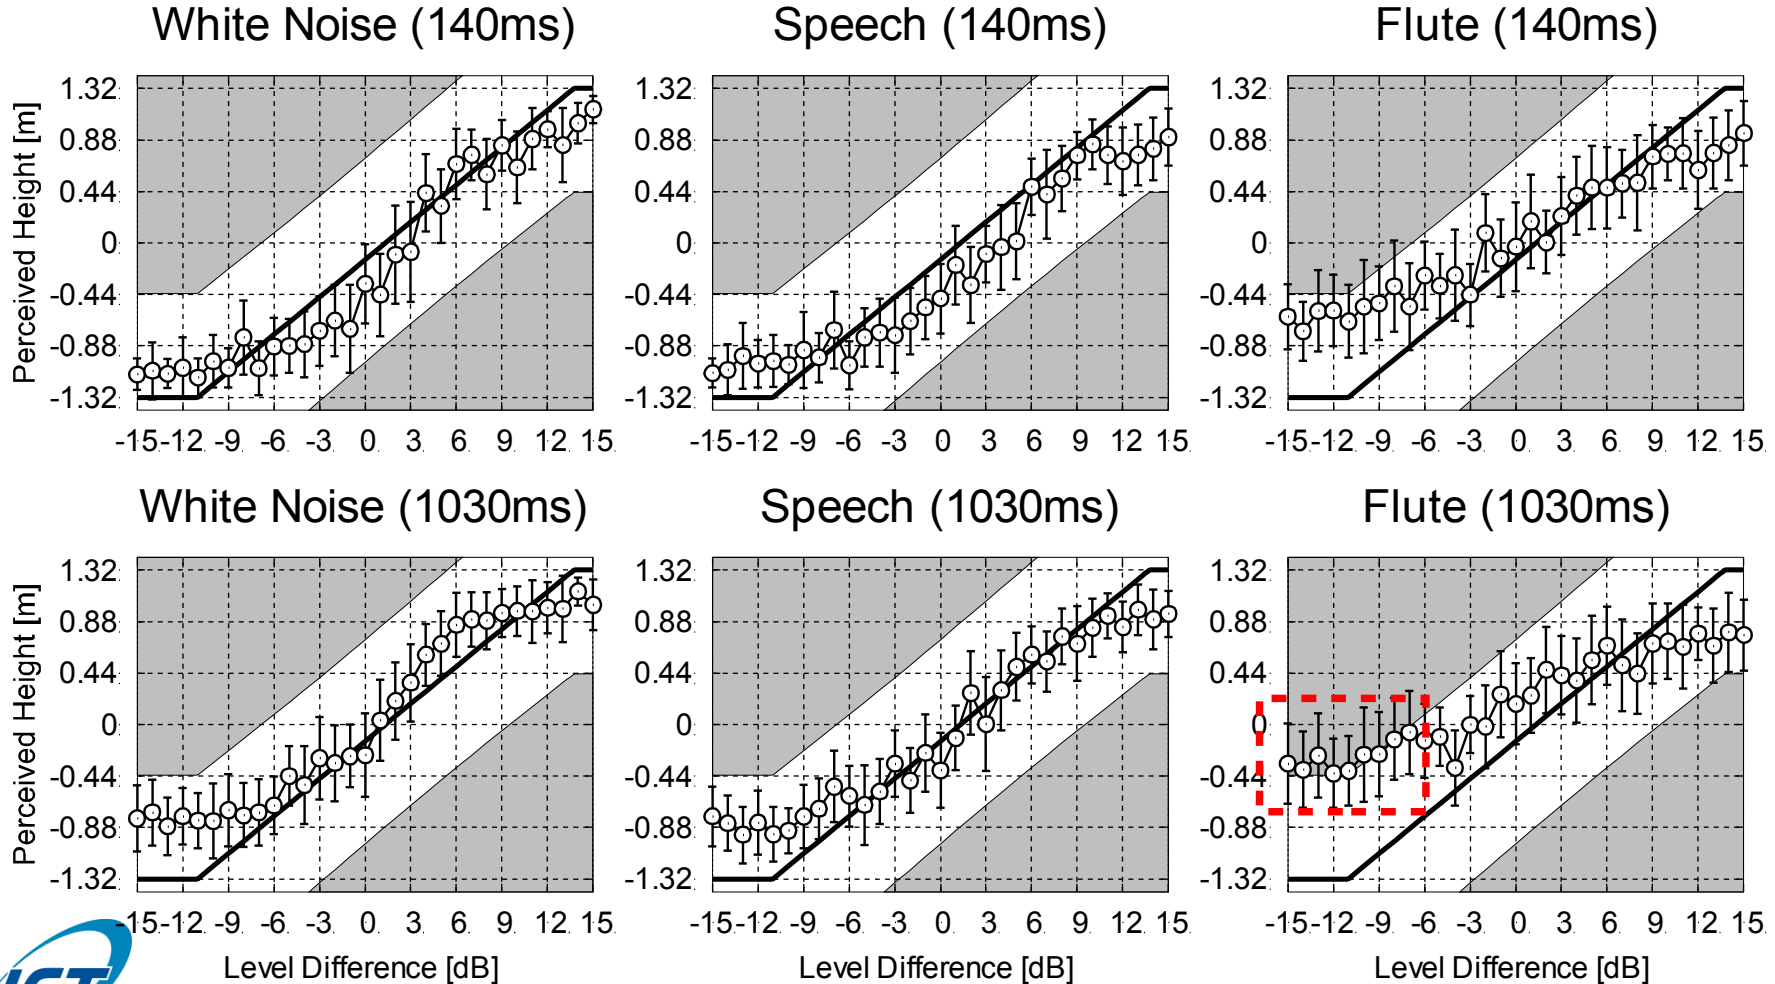 White Noise (140ms)
Speech (140ms)
Flute (140ms)
Perceived Height [m]
1.32
0.88
0.44
0
-0.44
-0.88
-1.32
-15 -12 -9 -6 -3 0 3 6 9 12 15
1.32
0.88
0.44
0
-0.44
-0.88
-1.32
-15 -12 -9 -6 -3 0 3 6 9 12 15
1.32
0.88
0.44
0
-0.44
-0.88
-1.32
-15 -12 -9 -6 -3 0 3 6 9 12 15
White Noise (1030ms)
Speech (1030ms)
Flute (1030ms)
Perceived Height [m]
1.32
0.88
0.44
0
-0.44
-0.88
-1.32
-15 -12 -9 -6 -3 0 3 6 9 12 15
Level Difference [dB]
1.32
0.88
0.44
0
-0.44
-0.88
-1.32
-15 -12 -9 -6 -3 0 3 6 9 12 15
Level Difference [dB]
1.32
0.88
0.44
0
-0.44
-0.88
-1.32
-15 -12 -9 -6 -3 0 3 6 9 12 15
Level Difference [dB]